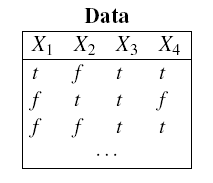 Data
X1 X2 X3 X4
t f t t
f t t f
f f t t
...